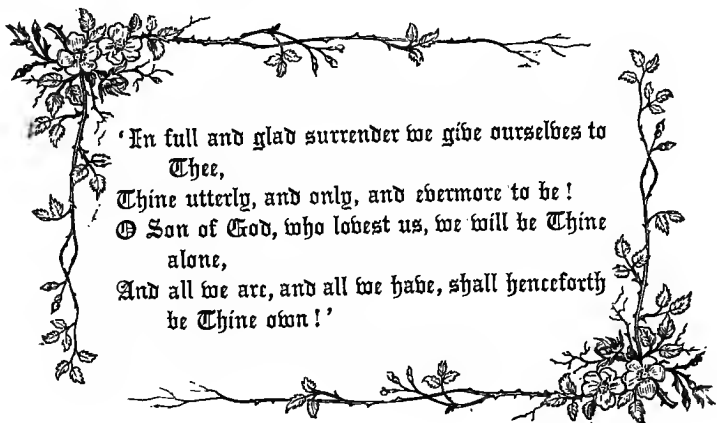 ‘In full and glad surrender we give ourselves to
Thee,
Thine utterly, and only, and evermore to be!
O Son of God, who lovest us, we will be Thine
alone,
And all we are, and all we have, shall henceforth
be Thine own!’